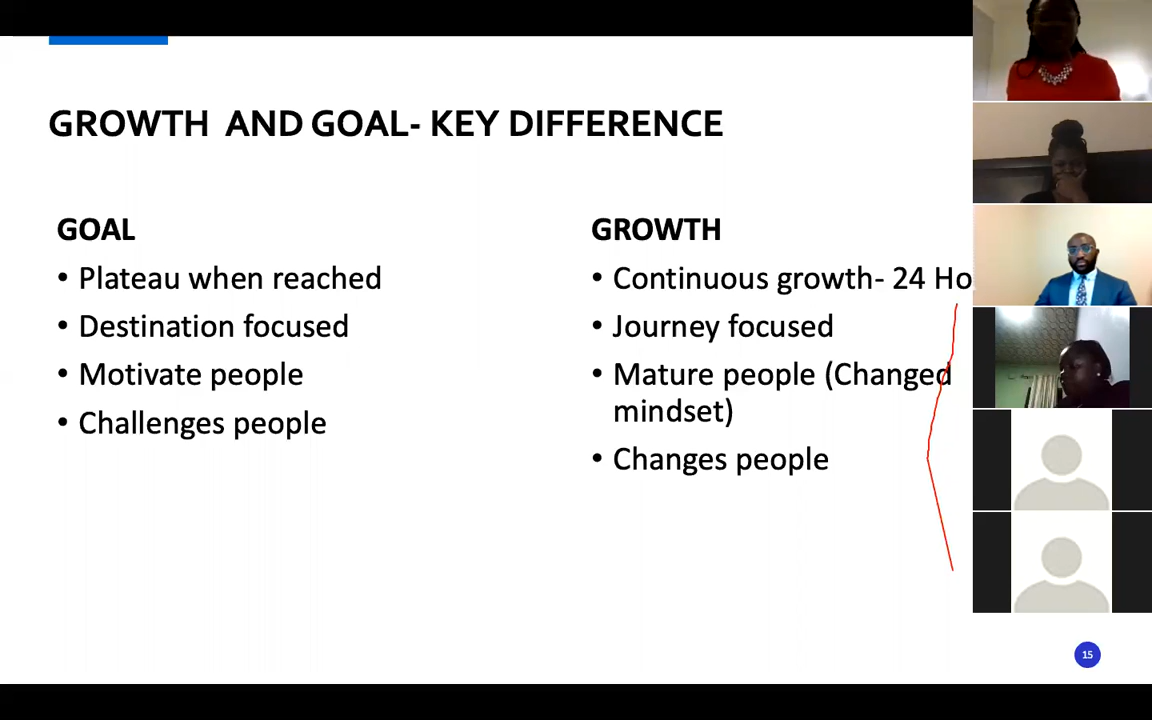 GROWTH AND GOAL- KEY DIFFERENCE
GOAL
• Plateau when reached
• Destination focused
• Motivate people
• Challenges people
GROWTH
• Continuous growth- 24 Ho
• Journey focused
• Mature people (Changed
mindset)
• Changes people
15